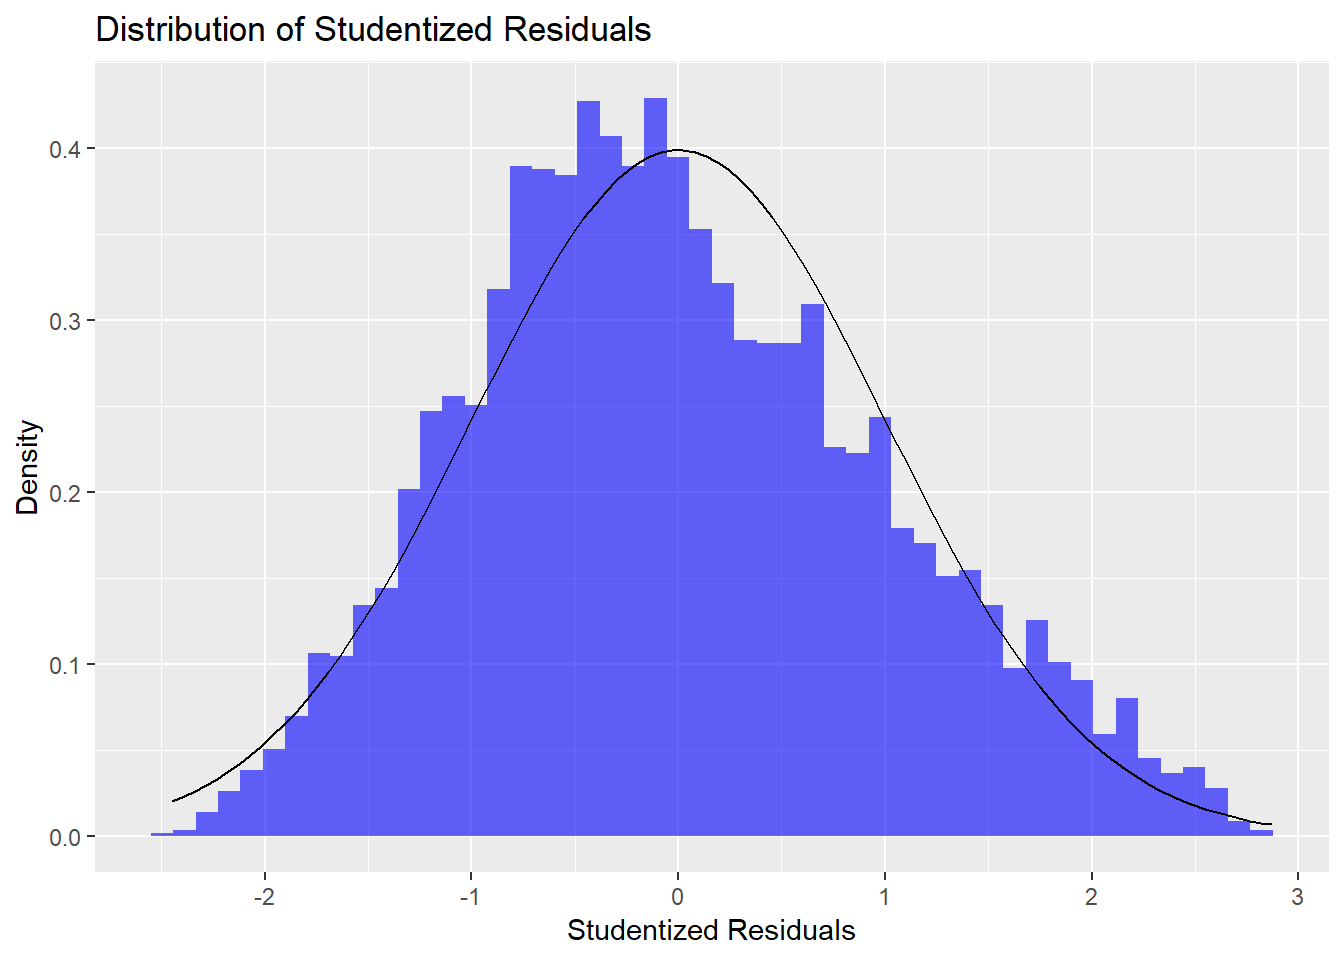 Distribution of Studentized Residuals
Density
0.4
0.3
0.2
0.1
0.0
-2 -1 0 1 2 3
Studentized Residuals